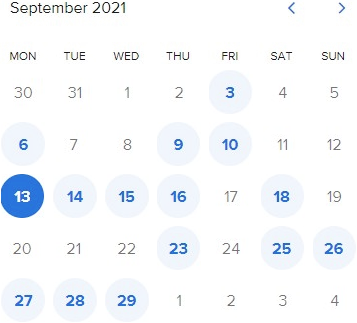 September 2021
MON TUE WED THU FRI SAT SUN
30 31 1 2 3 4 5
6 7 8 9 10 11 12
13 14 15 16 17 18 19
20 21 22 23 24 25 26
27 28 29 1 2 3 4